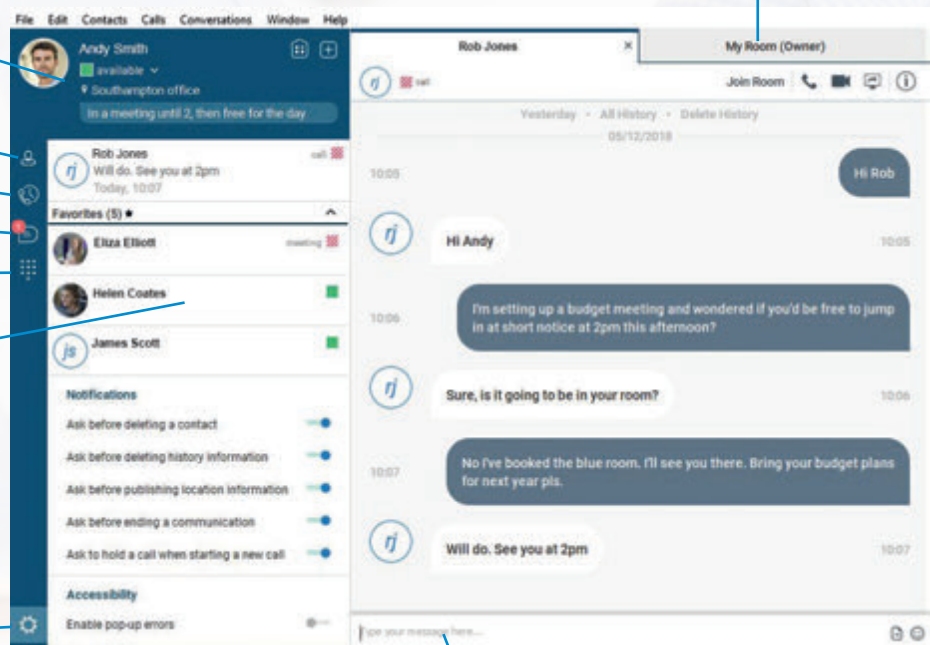 File Edit Contacts Calls Conversations Window Help
Andy Smith
available
Southampton office
In a meeting until 2, then free for the day
Rob Jones
call
rj
Will do. See you at 2pm
Today, 10:07
Favorites (5)
Eliza Elliott
meeting
Helen Coates
James Scott
js
Notifications
Ask before deleting a contact
Ask before deleting history information
Ask before publishing location information
Ask before ending a communication
Ask to hold a call when starting a new call
Accessibility
Enable pop-up errors
Rob Jones
My Room (Owner)
rj
call
Join Room
Yesterday - All History - Delete History
05/12/2018
10:05
Hi Rob
rj
Hi Andy
10:05
10:06
I'm setting up a budget meeting and wondered if you'd be free to jump
in at short notice at 2pm this afternoon?
rj
Sure, is it going to be in your room?
10:06
10:07
No I've booked the blue room. I'll see you there. Bring your budget plans
for next year pls.
rj
Will do. See you at 2pm
10:07
Type your message here...